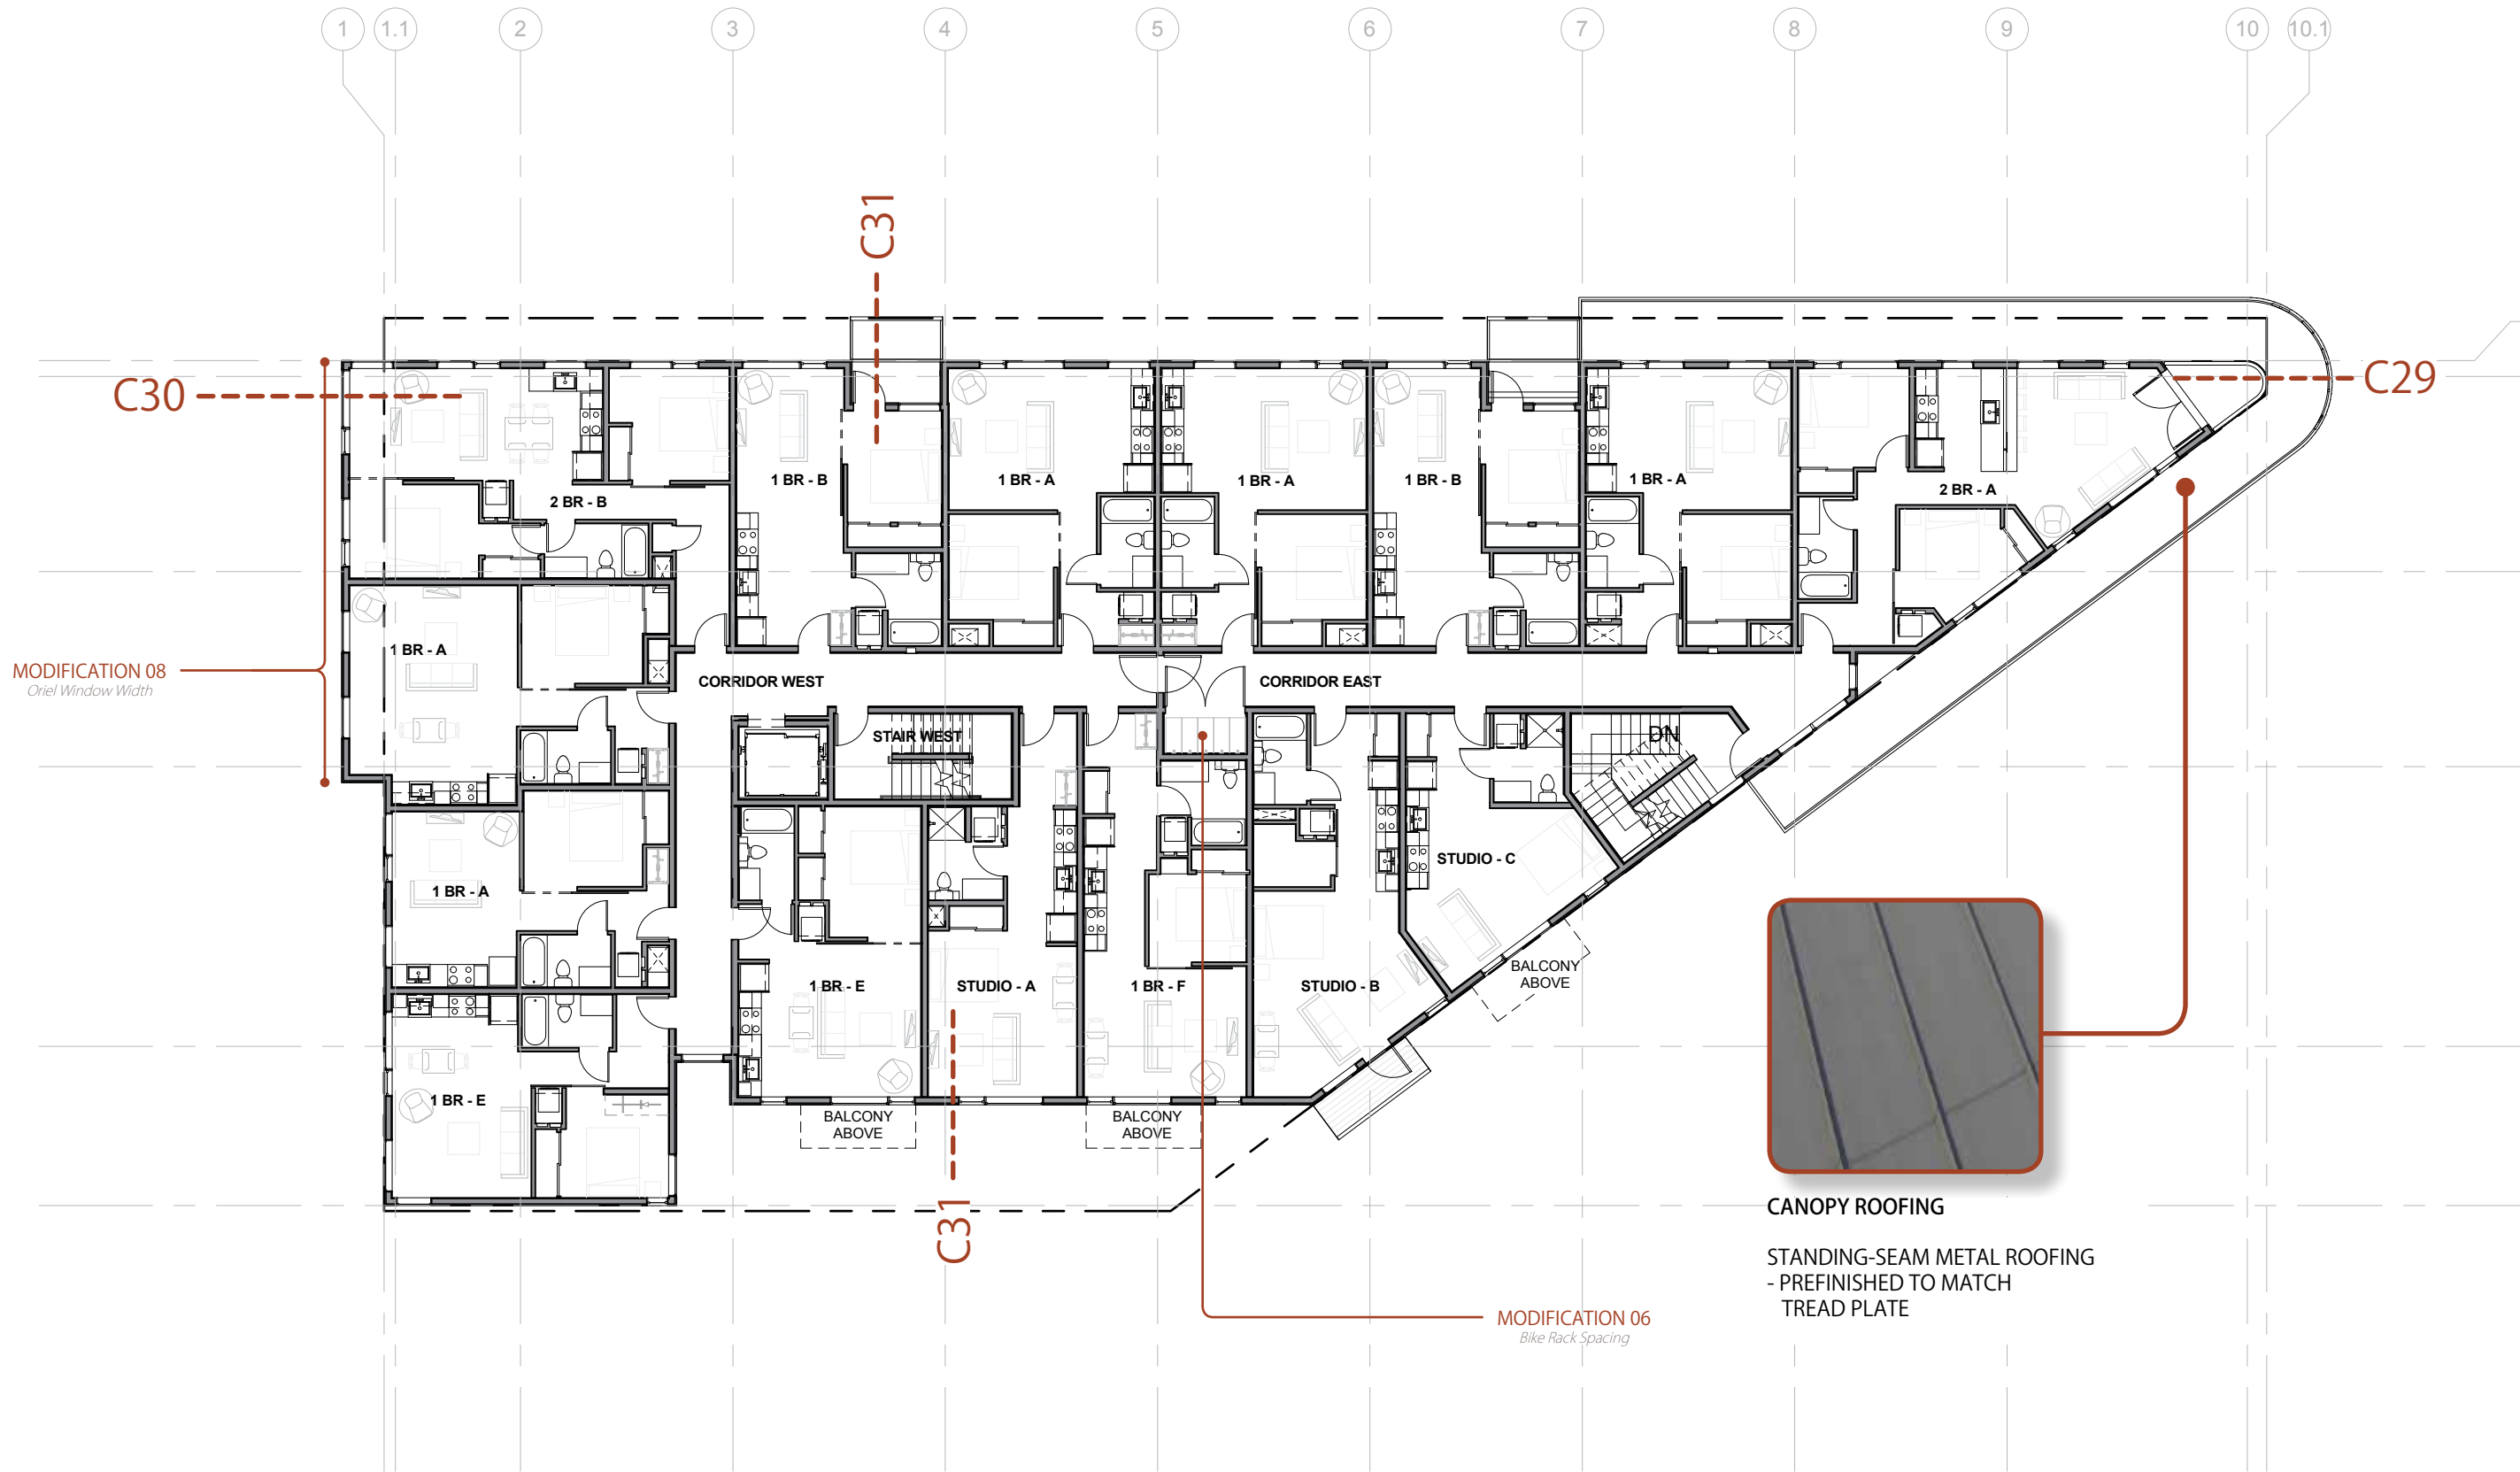 1
1.1
2
3
4
5
6
7
8
9
10
10.1
C31
C30
C29
1 BR - B
1 BR - A
1 BR - A
1 BR - B
1 BR - A
2 BR - A
2 BR - B
1 BR - A
MODIFICATION 08
Oriel Window Width
CORRIDOR WEST
CORRIDOR EAST
STAIR WEST
DN
STUDIO - C
1 BR - A
BALCONY
ABOVE
1 BR - E
STUDIO - A
1 BR - F
STUDIO - B
1 BR - E
BALCONY
ABOVE
BALCONY
ABOVE
C31
CANOPY ROOFING
STANDING-SEAM METAL ROOFING
- PREFINISHED TO MATCH
TREAD PLATE
MODIFICATION 06
Bike Rack Spacing